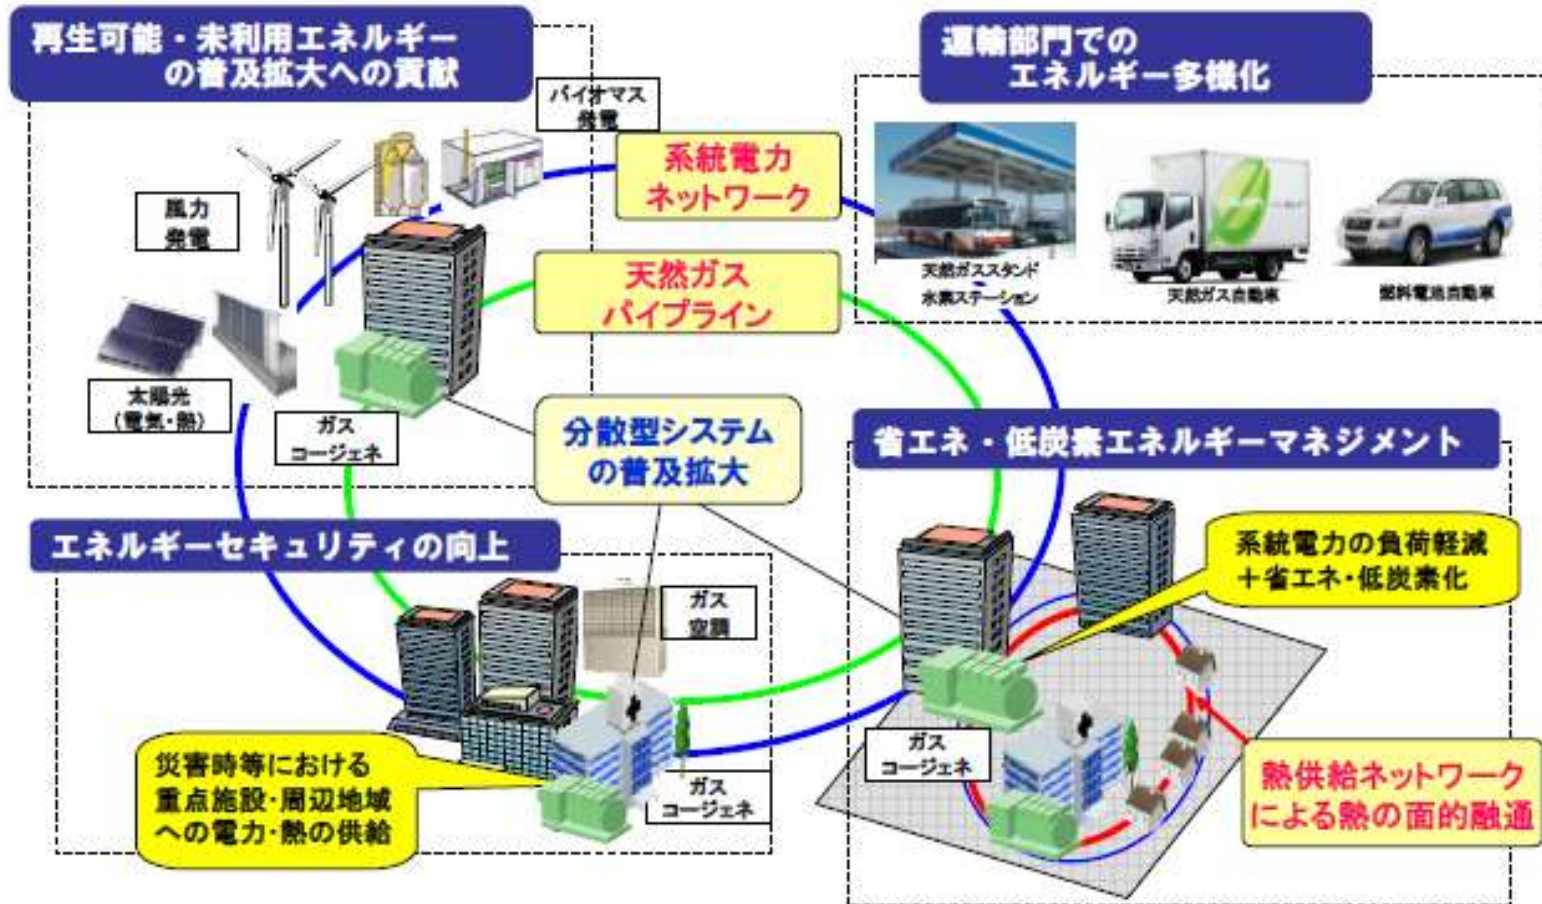 再生可能・未利用エネルギー
の普及拡大への貢献
運輸部門での
エネルギー多様化
バイオマス
発電
系統電力
ネットワーク
風力
発電
天然ガス
パイプライン
天然ガススタンド
水素ステーション
天然ガス自動車
燃料電池自動車
太陽光
(電気・熱)
ガス
コージェネ
分散型システム
の普及拡大
省エネ・低炭素エネルギーマネジメント
エネルギーセキュリティの向上
系統電力の負荷軽減
＋省エネ・低炭素化
ガス
空調
災害時等における
重点施設・周辺地域
への電力・熱の供給
ガス
コージェネ
ガス
コージェネ
熱供給ネットワーク
による熱の面的融通